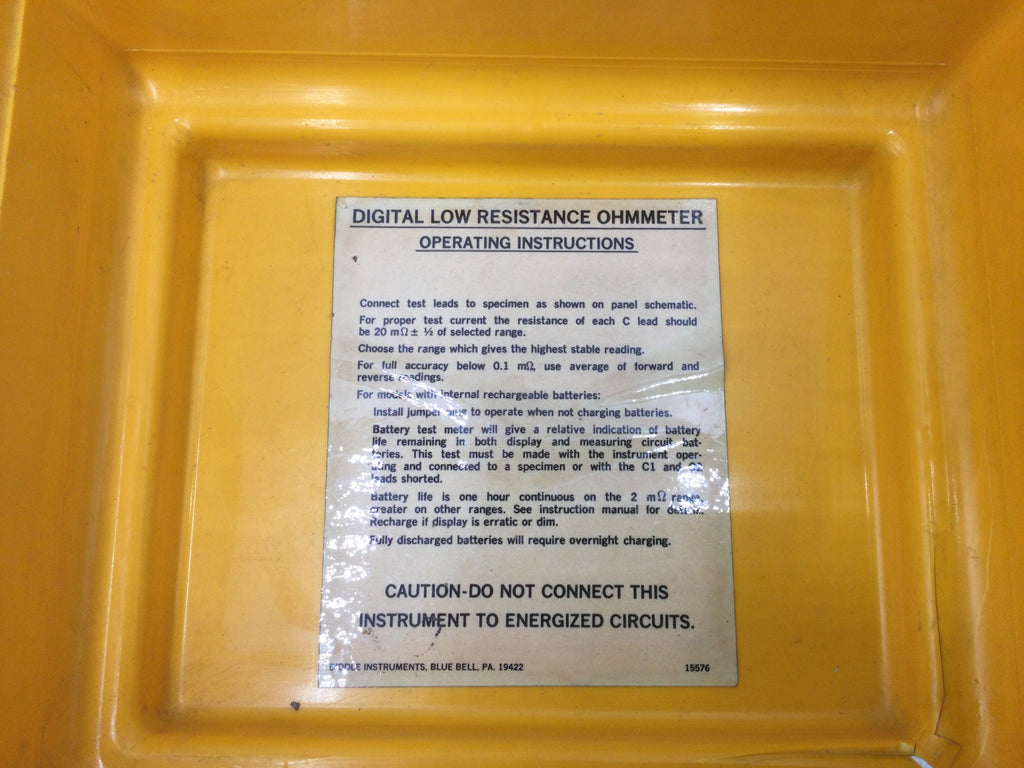 DIGITAL LOW RESISTANCE OHMMETER
OPERATING INSTRUCTIONS
Connect test leads to specimen as shown on panel schematic.
For proper test current the resistance of each C lead should
be 20 mΩ ± ½ of selected range.
Choose the range which gives the highest stable reading.
For full accuracy below 0.1 mΩ, use average of forward and
reverse readings.
For models with internal rechargeable batteries:
Install jumper plug to operate when not charging batteries.
Battery test meter will give a relative indication of battery
life remaining in both display and measuring circuit bat-
teries. This test must be made with the instrument oper-
ating and connected to a specimen or with the C1 and C2
leads shorted.
Battery life is one hour continuous on the 2 mΩ range,
greater on other ranges. See instruction manual for details.
Recharge if display is erratic or dim.
Fully discharged batteries will require overnight charging.
CAUTION-DO NOT CONNECT THIS
INSTRUMENT TO ENERGIZED CIRCUITS.
BIDDLE INSTRUMENTS, BLUE BELL, PA. 19422
15576